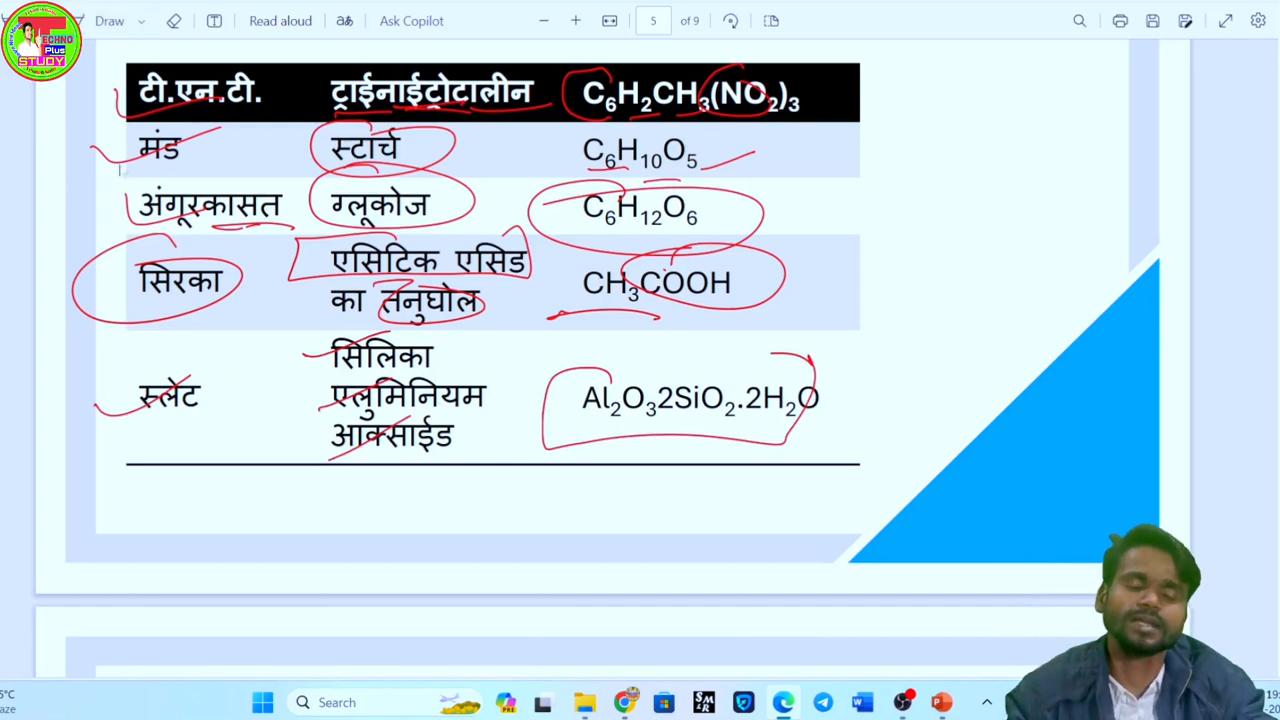 Draw
Read aloud
Ask Copilot
5
of 9
TECHNO
Plus
STUDY
टी.एन.टी. ट्राईनाईट्रोटालीन C₆H₂CH₃(NO₂)₃
मंड स्टार्च C₆H₁₀O₅
अंगूरकासत ग्लूकोज C₆H₁₂O₆
सिरका एसिटिक एसिड का तनुघोल CH₃COOH
स्लेट सिलिका एलुमिनियम आक्साईड Al₂O₃2SiO₂.2H₂O
5°C
Search